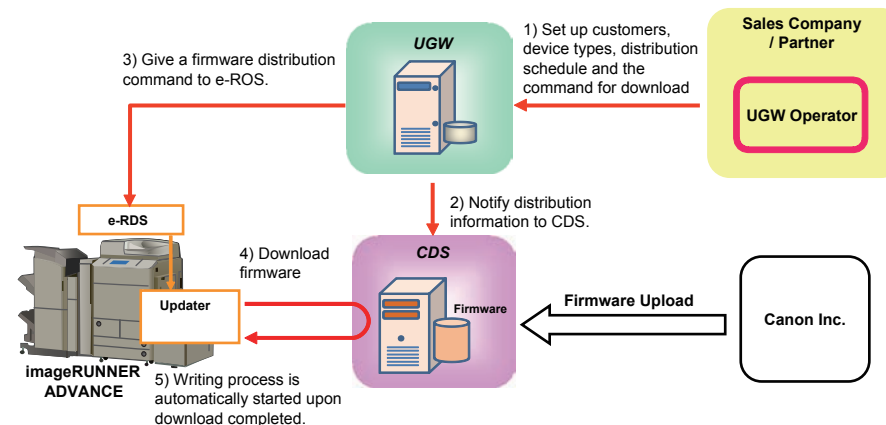 UGW
1) Set up customers,
device types, distribution
schedule and the
command for download
Sales Company
/ Partner
UGW Operator
3) Give a firmware distribution
command to e-ROS.
2) Notify distribution
information to CDS.
e-RDS
4) Download
firmware
Updater
CDS
Firmware
Firmware Upload
Canon Inc.
imageRUNNER
ADVANCE
5) Writing process is
automatically started upon
download completed.